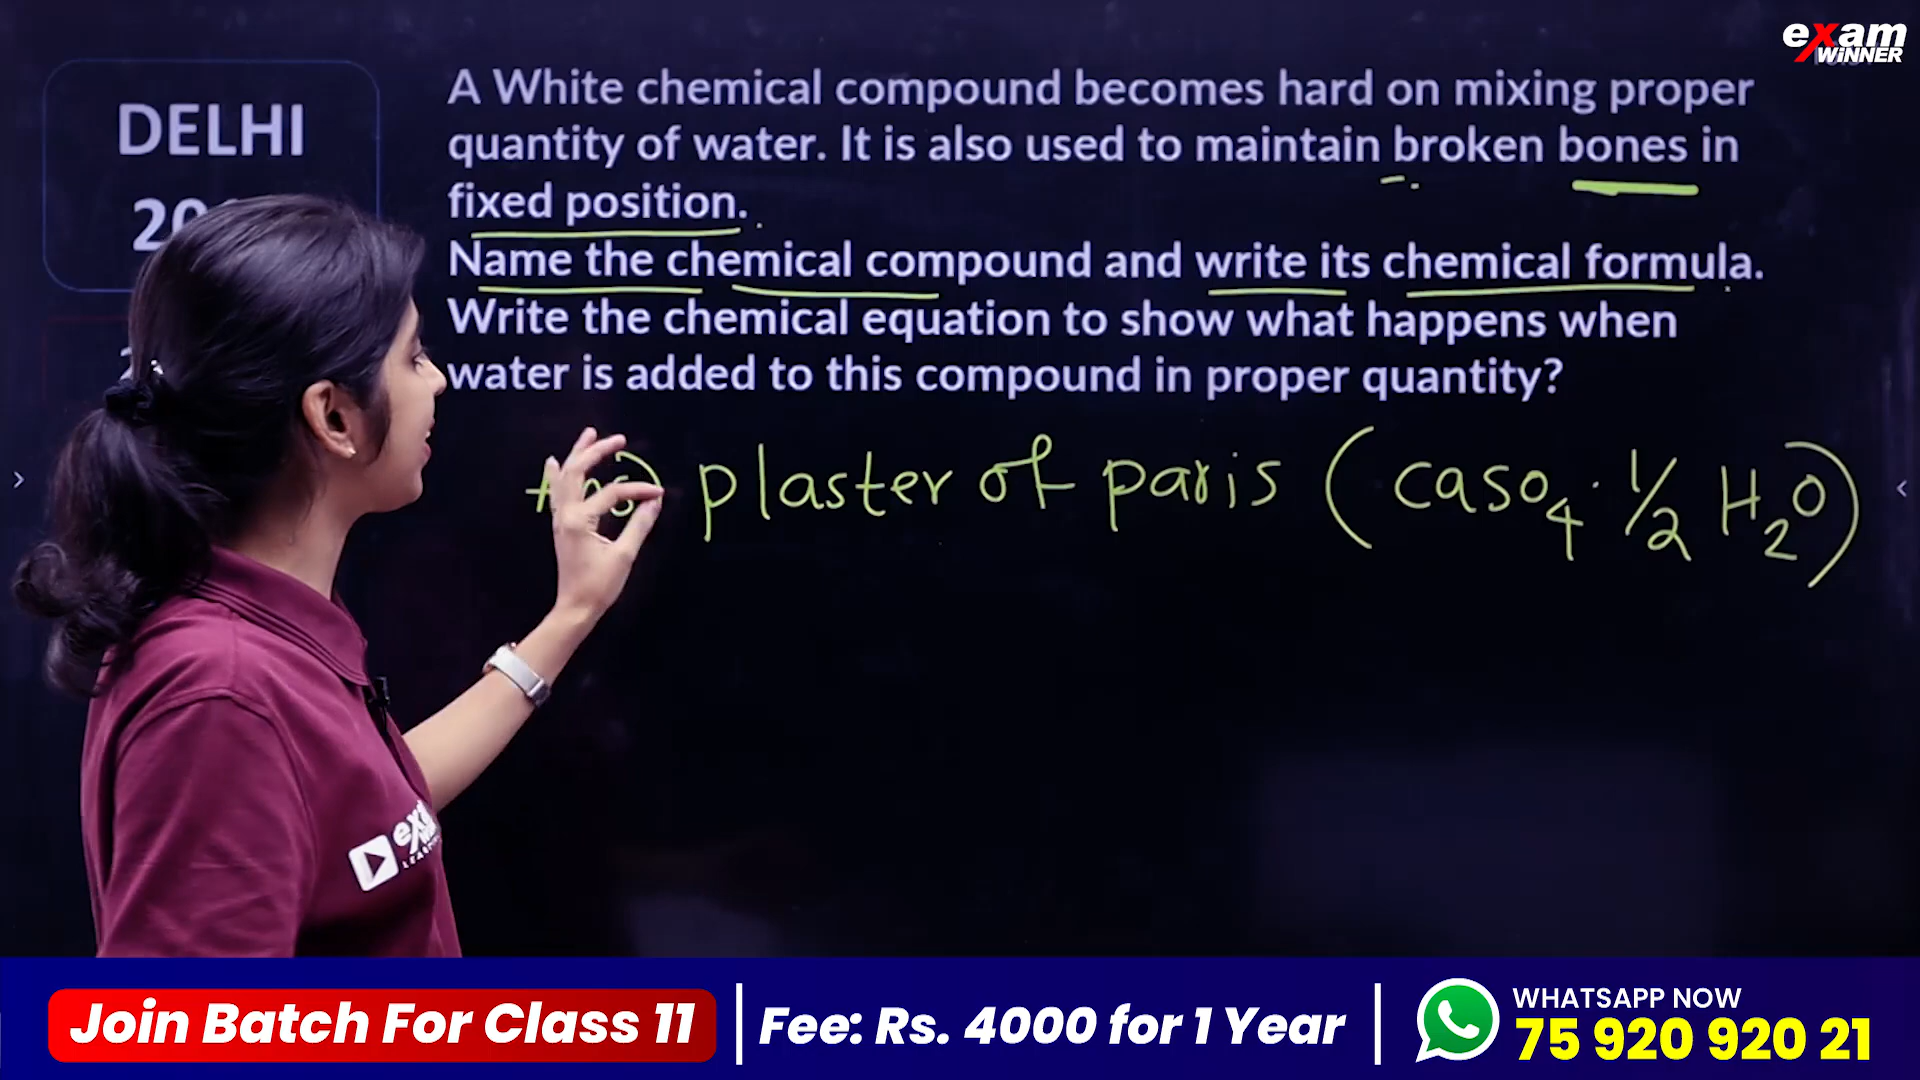 exam
WiNNER
DELHI
A White chemical compound becomes hard on mixing proper
quantity of water. It is also used to maintain broken bones in
fixed position.
Name the chemical compound and write its chemical formula.
Write the chemical equation to show what happens when
water is added to this compound in proper quantity?
plaster of paris (caso4.1/2 H2O)
Join Batch For Class 11
Fee: Rs. 4000 for 1 Year
WHATSAPP NOW
75 920 920 21